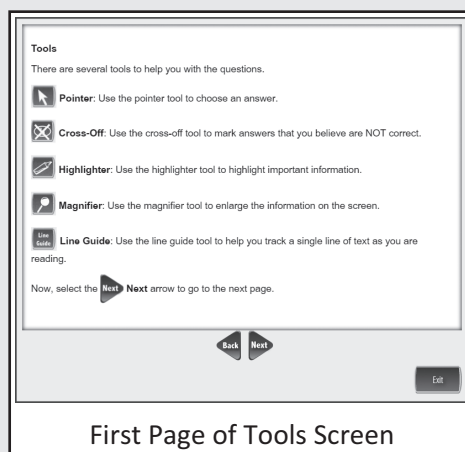 Tools
There are several tools to help you with the questions.
Pointer: Use the pointer tool to choose an answer.
Cross-Off: Use the cross-off tool to mark answers that you believe are NOT correct.
Highlighter: Use the highlighter tool to highlight important information.
Magnifier: Use the magnifier tool to enlarge the information on the screen.
Line Guide Line Guide: Use the line guide tool to help you track a single line of text as you are
reading.
Now, select the Next Next arrow to go to the next page.
Back Next
Exit
First Page of Tools Screen